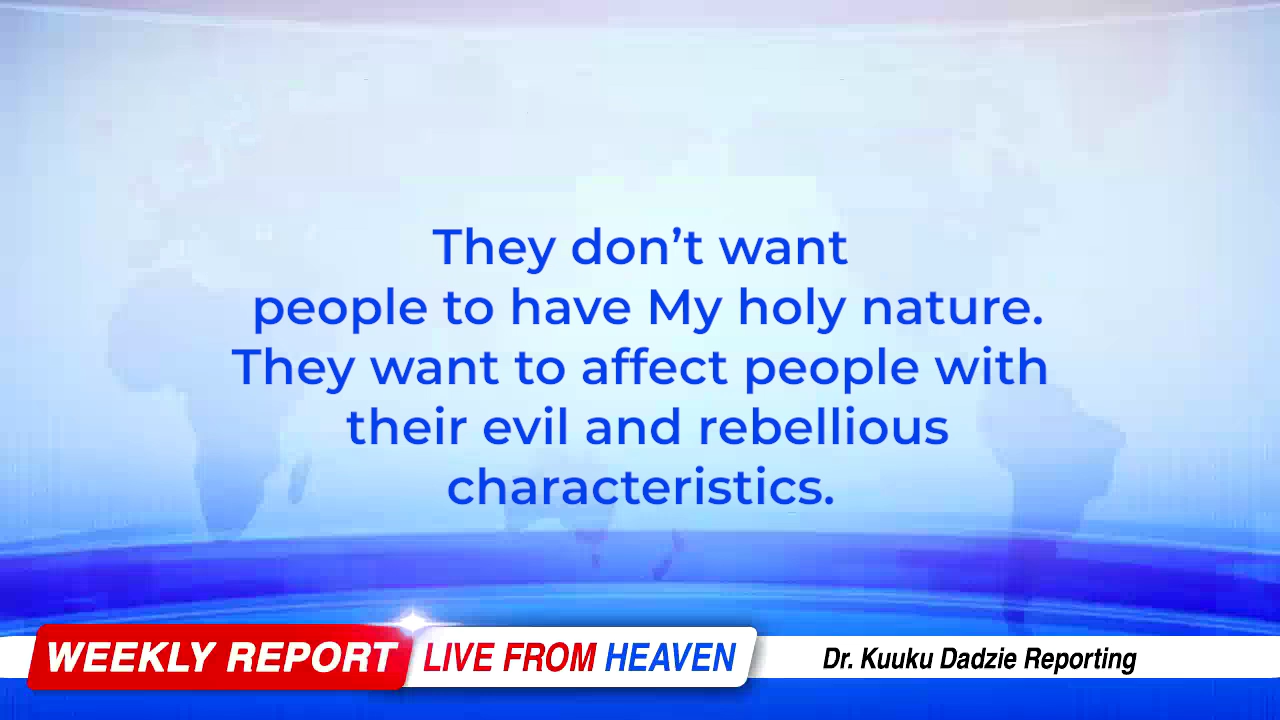 They don’t want
people to have My holy nature.
They want to affect people with
their evil and rebellious
characteristics.
WEEKLY REPORT LIVE FROM HEAVEN Dr. Kuuku Dadzie Reporting